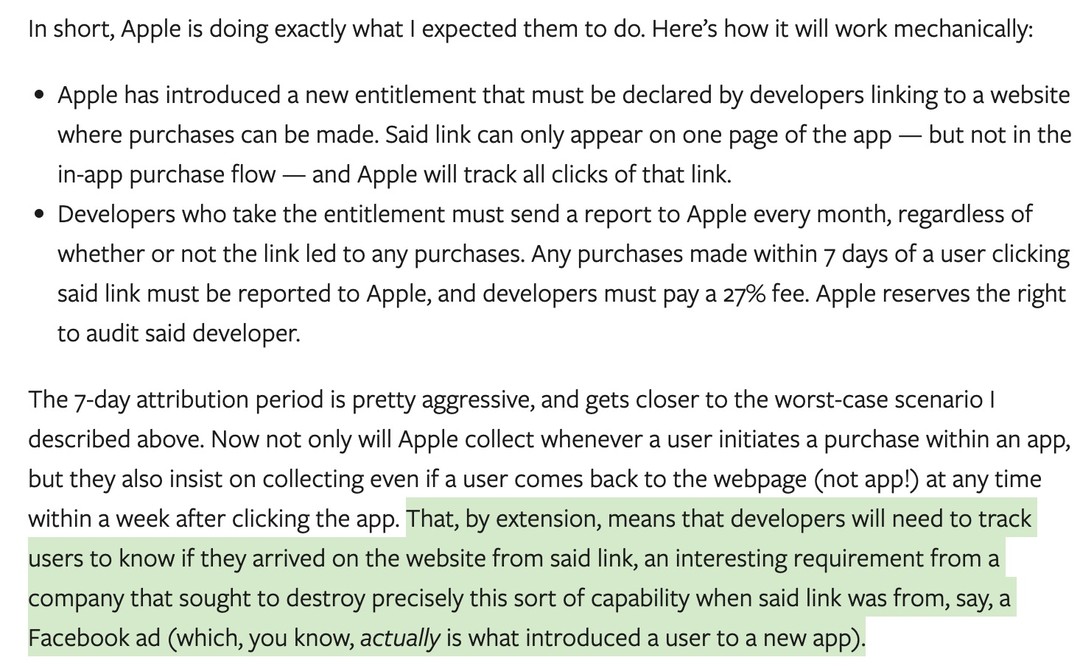 In short, Apple is doing exactly what I expected them to do. Here’s how it will work mechanically:
• Apple has introduced a new entitlement that must be declared by developers linking to a website
where purchases can be made. Said link can only appear on one page of the app — but not in the
in-app purchase flow — and Apple will track all clicks of that link.
• Developers who take the entitlement must send a report to Apple every month, regardless of
whether or not the link led to any purchases. Any purchases made within 7 days of a user clicking
said link must be reported to Apple, and developers must pay a 27% fee. Apple reserves the right
to audit said developer.
The 7-day attribution period is pretty aggressive, and gets closer to the worst-case scenario I
described above. Now not only will Apple collect whenever a user initiates a purchase within an app,
but they also insist on collecting even if a user comes back to the webpage (not app!) at any time
within a week after clicking the app. That, by extension, means that developers will need to track
users to know if they arrived on the website from said link, an interesting requirement from a
company that sought to destroy precisely this sort of capability when said link was from, say, a
Facebook ad (which, you know, actually is what introduced a user to a new app).